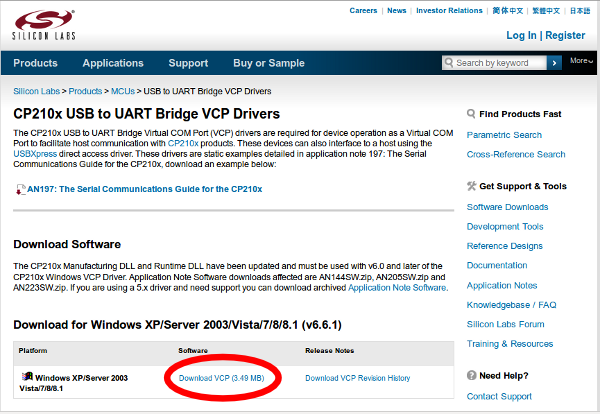 Careers | News | Investor Relations | 简体中文 | 繁體中文 | 日本語
SILICON LABS
Log In | Register
Products Applications Support Buy or Sample Search by keyword More
Silicon Labs > Products > MCUs > USB to UART Bridge VCP Drivers
CP210x USB to UART Bridge VCP Drivers
The CP210x USB to UART Bridge Virtual COM Port (VCP) drivers are required for device operation as a Virtual COM
Port to facilitate host communication with CP210x products. These devices can also interface to a host using the
USBXpress direct access driver. These drivers are static examples detailed in application note 197: The Serial
Communications Guide for the CP210x, download an example below:
AN197: The Serial Communications Guide for the CP210x
Download Software
The CP210x Manufacturing DLL and Runtime DLL have been updated and must be used with v6.0 and later of the
CP210x Windows VCP Driver. Application Note Software downloads affected are AN144SW.zip, AN205SW.zip and
AN223SW.zip. If you are using a 5.x driver and need support you can download archived Application Note Software.
Download for Windows XP/Server 2003/Vista/7/8/8.1 (v6.6.1)
Platform Software Release Notes
Windows XP/Server 2003
Vista/7/8/8.1
Download VCP (3.49 MB) Download VCP Revision History
Find Products Fast
Parametric Search
Cross-Reference Search
Get Support & Tools
Software Downloads
Development Tools
Reference Designs
Documentation
Application Notes
Knowledgebase / FAQ
Silicon Labs Forum
Training & Resources
Need Help?
Contact Support